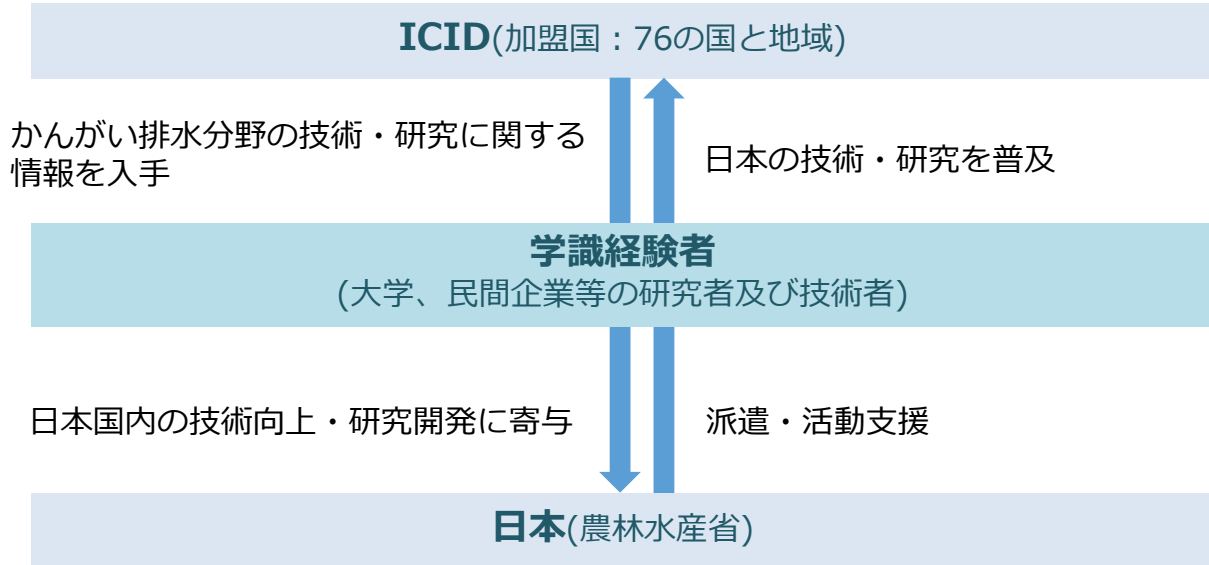 ICID(加盟国：76の国と地域)
かんがい排水分野の技術・研究に関する
情報を入手
日本の技術・研究を普及
学識経験者
(大学、民間企業等の研究者及び技術者)
日本国内の技術向上・研究開発に寄与
派遣・活動支援
日本(農林水産省)